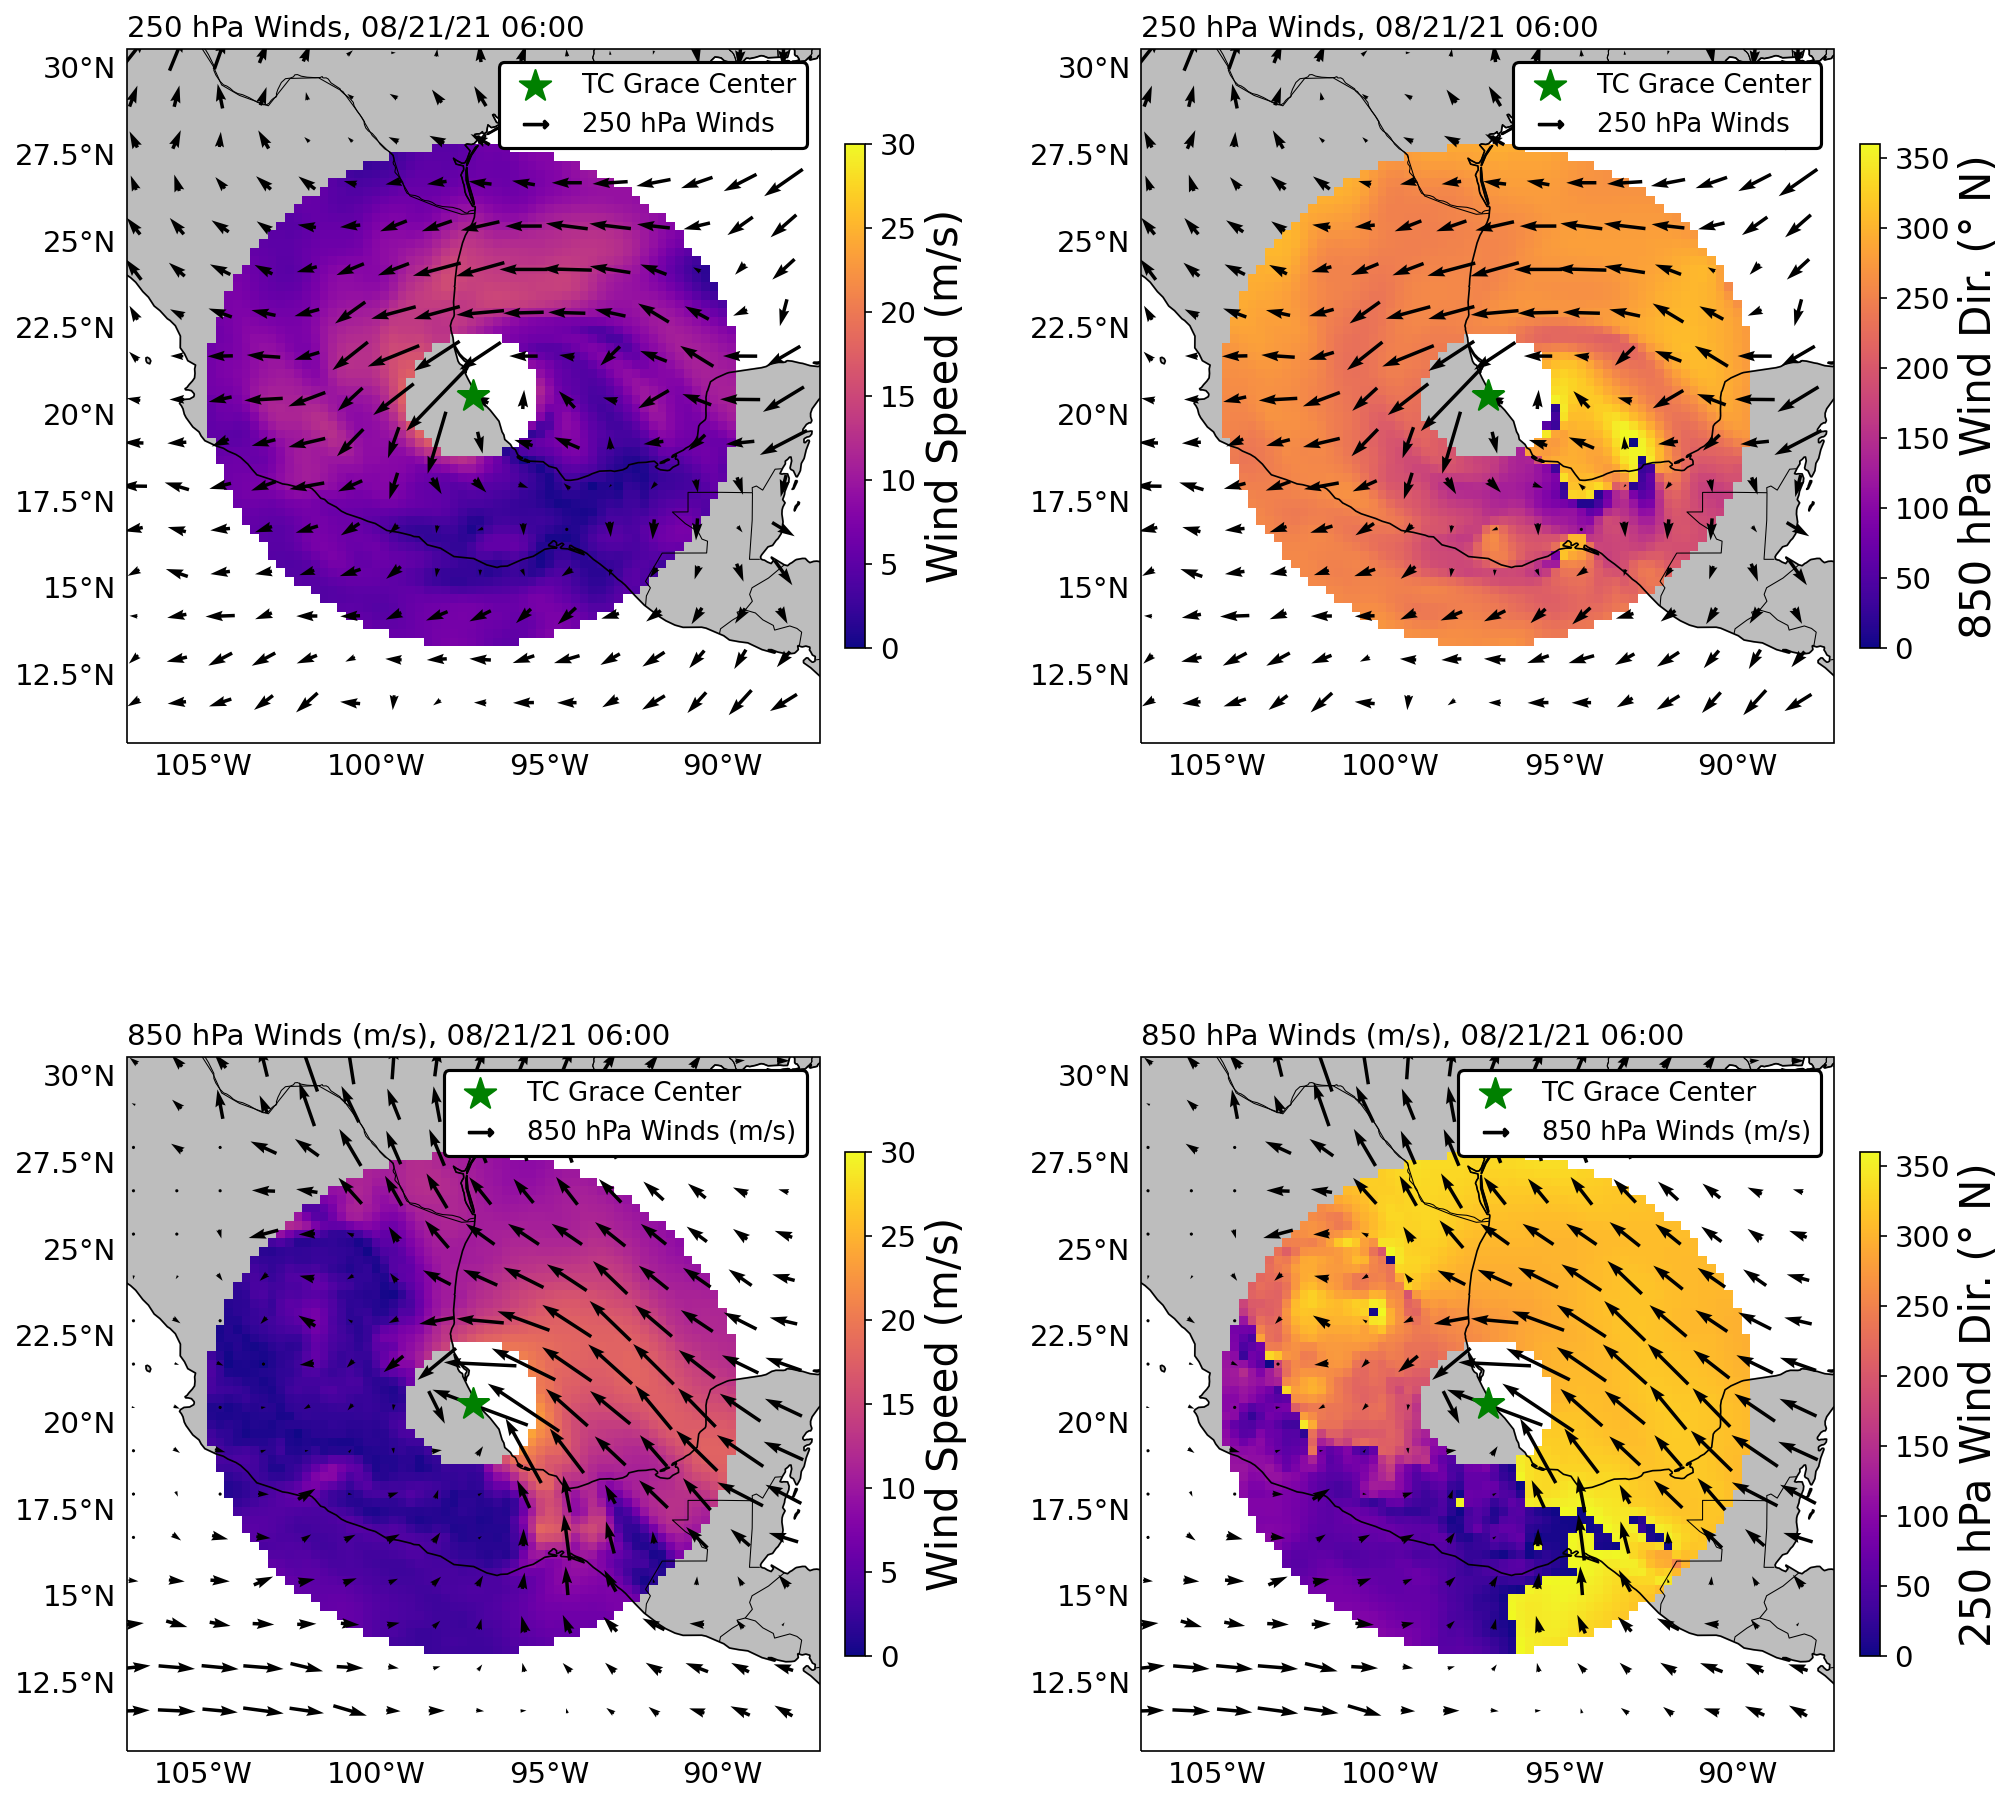 250 hPa Winds, 08/21/21 06:00
TC Grace Center
250 hPa Winds
30°N
27.5°N
25°N
22.5°N
20°N
17.5°N
15°N
12.5°N
105°W
100°W
95°W
90°W
30
25
20
15
10
5
0
Wind Speed (m/s)
250 hPa Winds, 08/21/21 06:00
TC Grace Center
250 hPa Winds
30°N
27.5°N
25°N
22.5°N
20°N
17.5°N
15°N
12.5°N
105°W
100°W
95°W
90°W
350
300
250
200
150
100
50
0
850 hPa Wind Dir. (° N)
850 hPa Winds (m/s), 08/21/21 06:00
TC Grace Center
850 hPa Winds (m/s)
30°N
27.5°N
25°N
22.5°N
20°N
17.5°N
15°N
12.5°N
105°W
100°W
95°W
90°W
30
25
20
15
10
5
0
Wind Speed (m/s)
850 hPa Winds (m/s), 08/21/21 06:00
TC Grace Center
850 hPa Winds (m/s)
30°N
27.5°N
25°N
22.5°N
20°N
17.5°N
15°N
12.5°N
105°W
100°W
95°W
90°W
350
300
250
200
150
100
50
0
250 hPa Wind Dir. (° N)